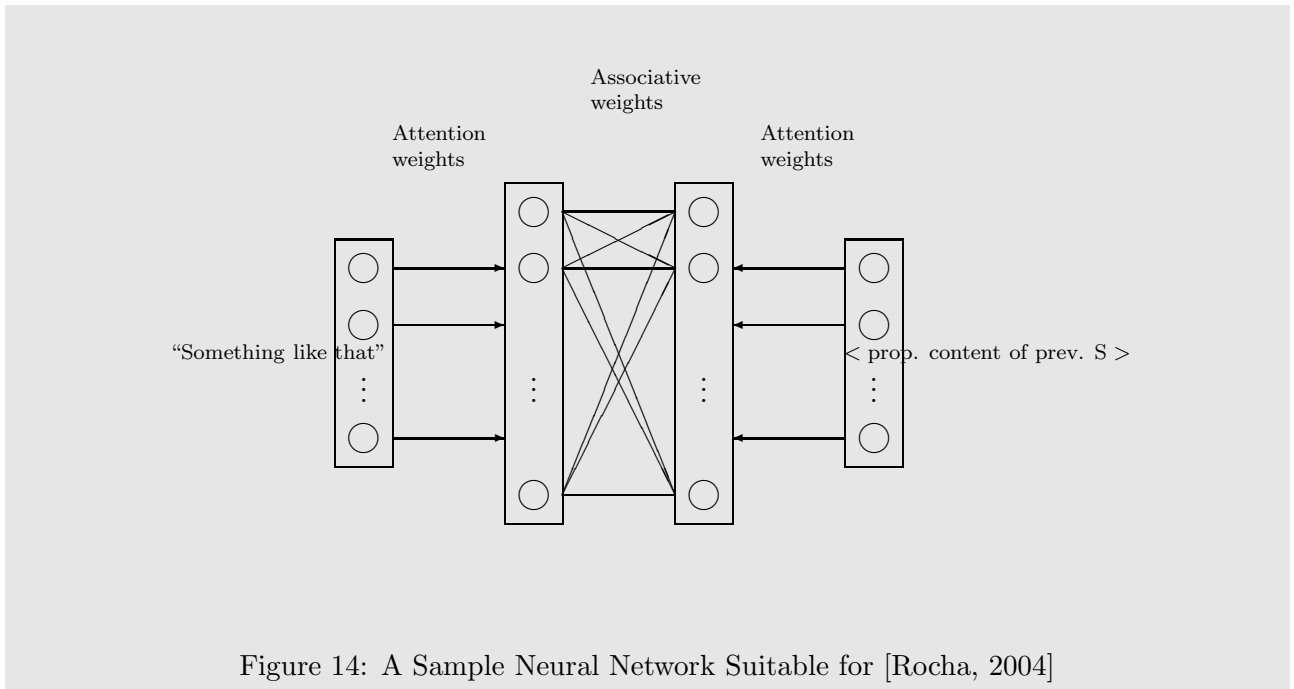 Associative
weights
Attention
weights
Attention
weights
“Something like that”
< prop. content of prev. S >
Figure 14: A Sample Neural Network Suitable for [Rocha, 2004]